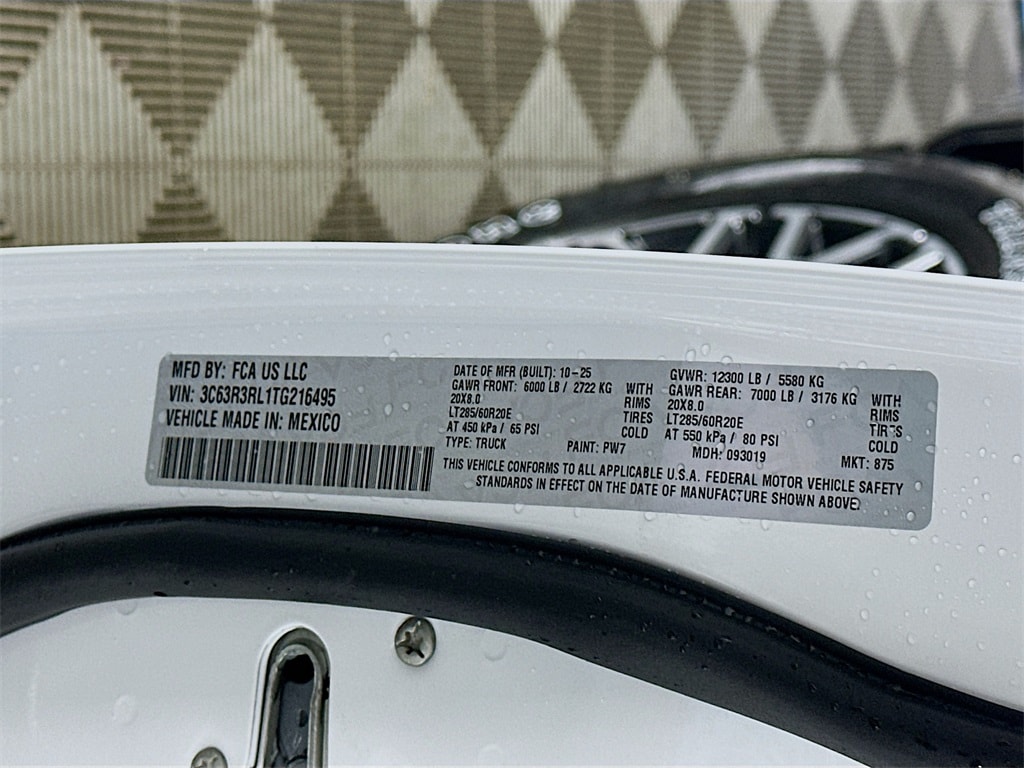 MFD BY: FCA US LLC
VIN: 3C63R3RL1TG216495
VEHICLE MADE IN: MEXICO
DATE OF MFR (BUILT): 10-25
GAWR FRONT: 6000 LB / 2722 KG WITH
20X8.0 RIMS
LT285/60R20E TIRES
AT 450 kPa / 65 PSI COLD
TYPE: TRUCK PAINT: PW7
GVWR: 12300 LB / 5580 KG
GAWR REAR: 7000 LB / 3176 KG WITH
20X8.0 RIMS
LT285/60R20E TIRES
AT 550 kPa / 80 PSI COLD
MDH: 093019 MKT: 875
THIS VEHICLE CONFORMS TO ALL APPLICABLE U.S.A. FEDERAL MOTOR VEHICLE SAFETY
STANDARDS IN EFFECT ON THE DATE OF MANUFACTURE SHOWN ABOVE.